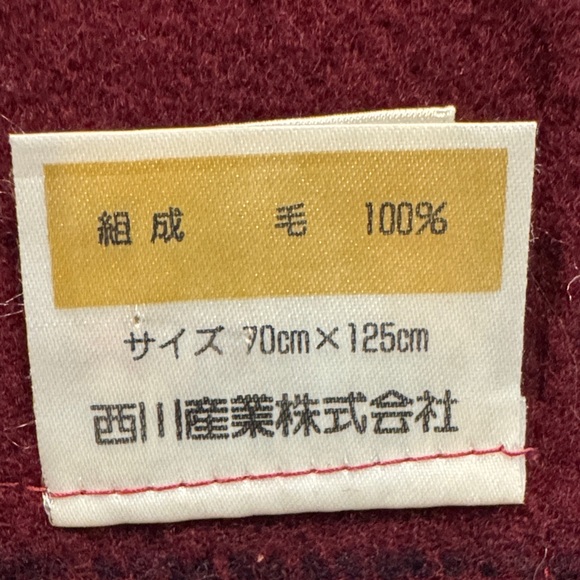 組成 毛 100%
サイズ 70cm×125cm
西川産業株式会社